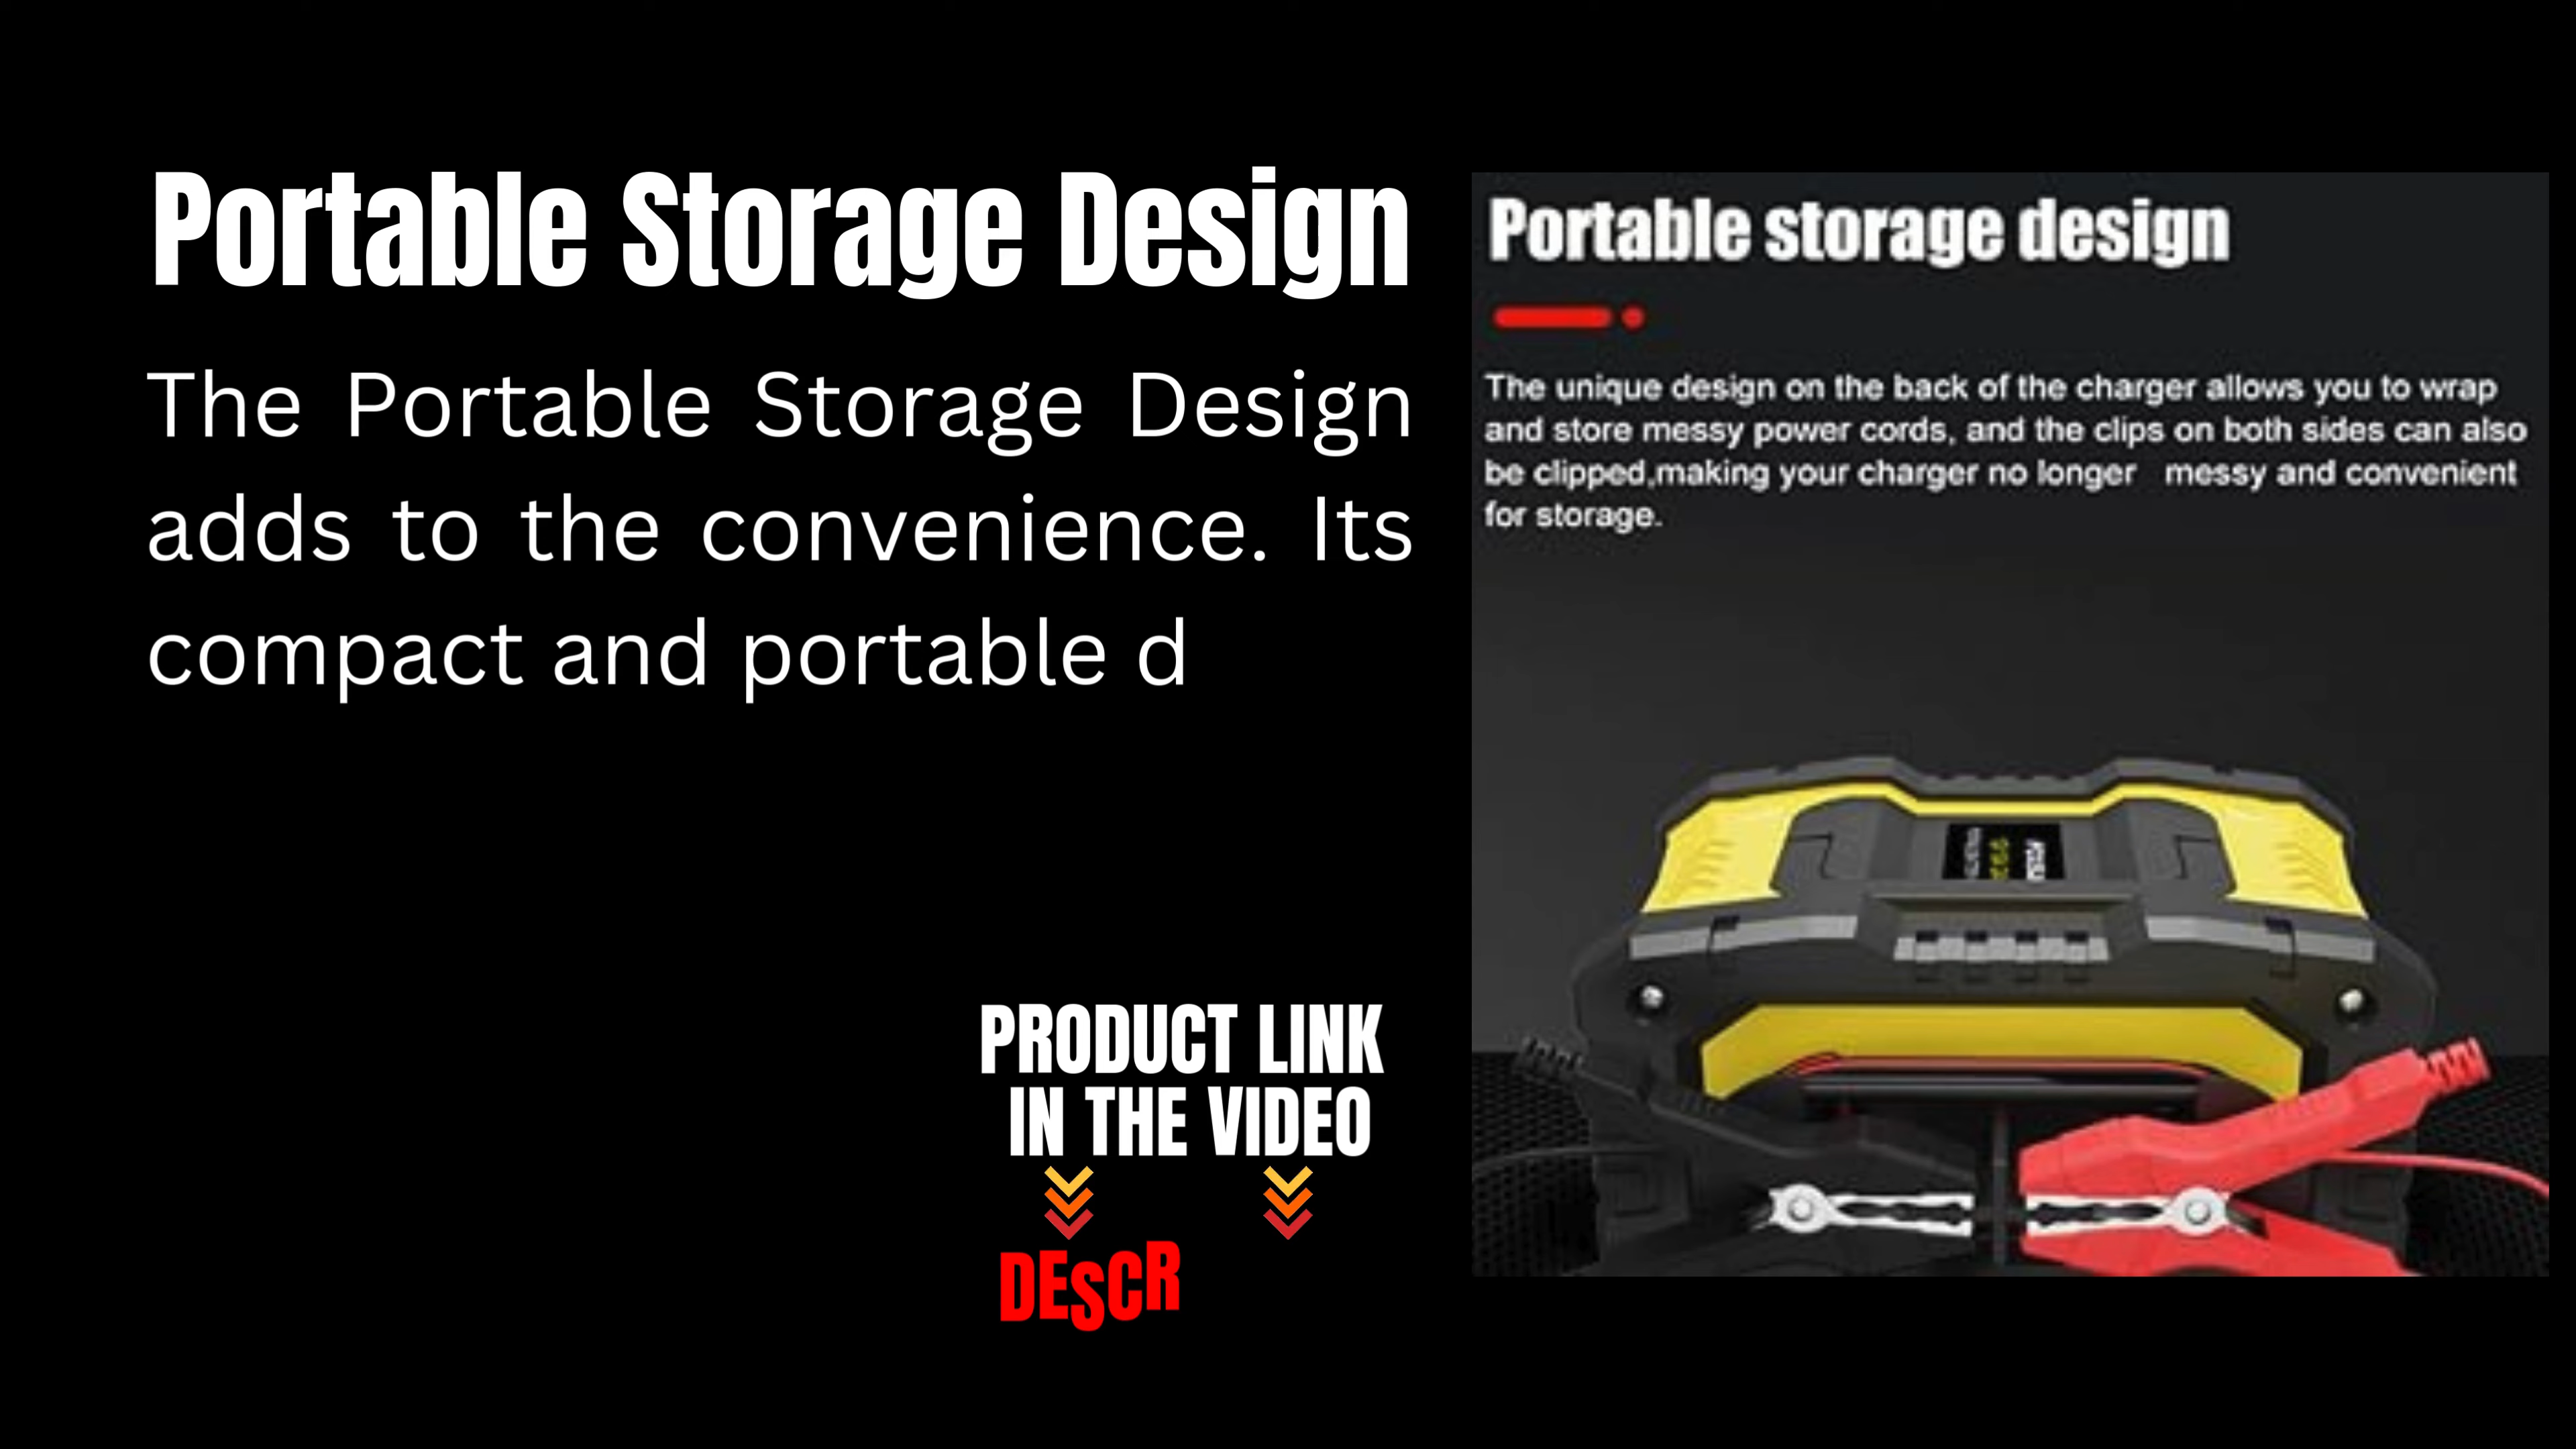 Portable Storage Design
The Portable Storage Design
adds to the convenience. Its
compact and portable d
PRODUCT LINK
IN THE VIDEO
DESCR
Portable storage design
The unique design on the back of the charger allows you to wrap
and store messy power cords, and the clips on both sides can also
be clipped,making your charger no longer messy and convenient
for storage.